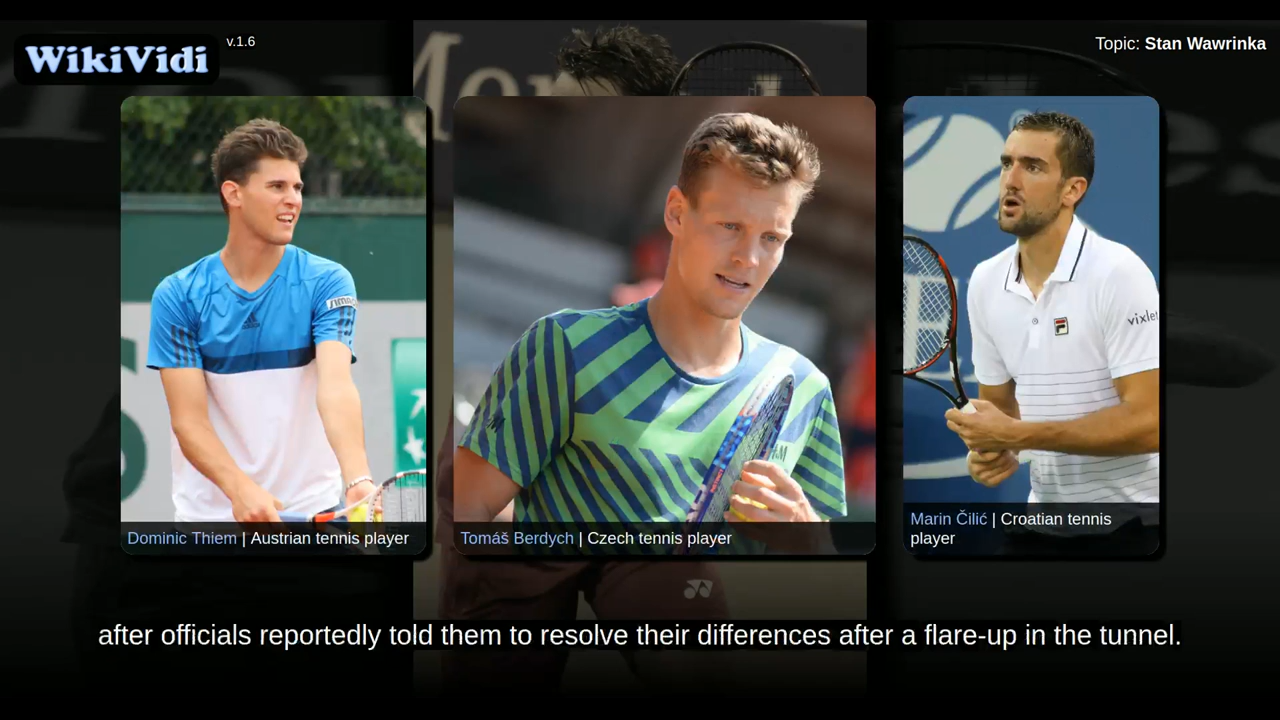 WikiVidi
v.1.6
Topic: Stan Wawrinka
Dominic Thiem | Austrian tennis player
Tomáš Berdych | Czech tennis player
Marin Čilić | Croatian tennis
player
vixlet
after officials reportedly told them to resolve their differences after a flare-up in the tunnel.